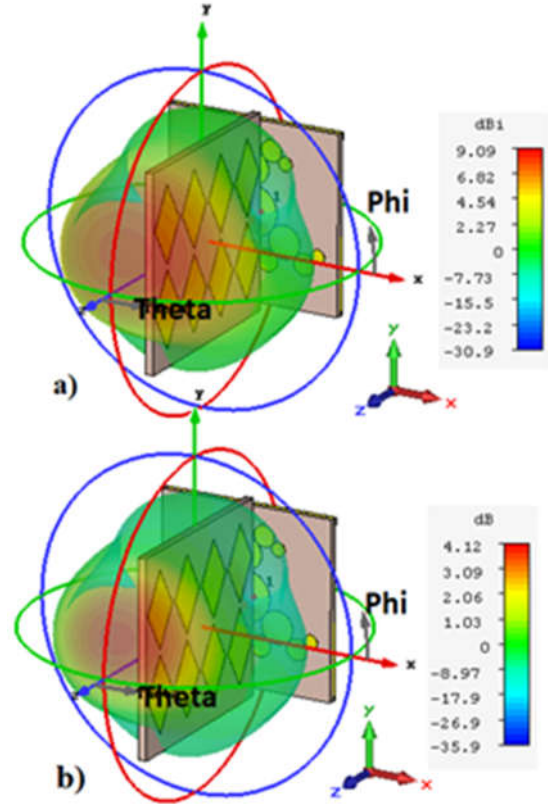 Y
dBi
9.09
6.82
4.54
2.27
0
-7.73
-15.5
-23.2
-30.9
Phi
1
x
Theta
a)
y
z
x
Y
dB
4.12
3.09
2.06
1.03
0
-8.97
-17.9
-26.9
-35.9
Phi
1
x
Theta
b)
y
z
x